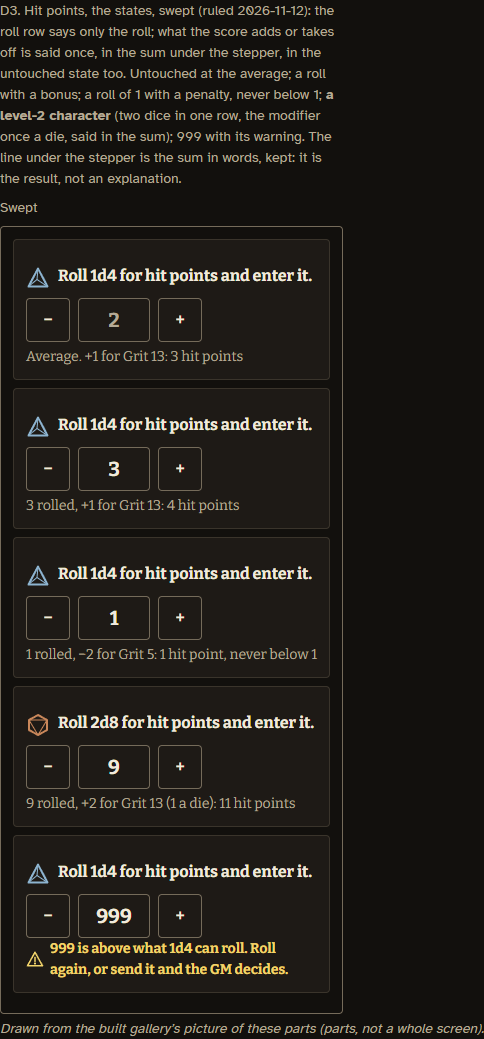 D3. Hit points, the states, swept (ruled 2026-11-12): the
roll row says only the roll; what the score adds or takes
off is said once, in the sum under the stepper, in the
untouched state too. Untouched at the average; a roll
with a bonus; a roll of 1 with a penalty, never below 1; a
level-2 character (two dice in one row, the modifier
once a die, said in the sum); 999 with its warning. The
line under the stepper is the sum in words, kept: it is
the result, not an explanation.
Swept
Roll 1d4 for hit points and enter it.
− 2 +
Average. +1 for Grit 13: 3 hit points
Roll 1d4 for hit points and enter it.
− 3 +
3 rolled, +1 for Grit 13: 4 hit points
Roll 1d4 for hit points and enter it.
− 1 +
1 rolled, −2 for Grit 5: 1 hit point, never below 1
Roll 2d8 for hit points and enter it.
− 9 +
9 rolled, +2 for Grit 13 (1 a die): 11 hit points
Roll 1d4 for hit points and enter it.
− 999 +
999 is above what 1d4 can roll. Roll
again, or send it and the GM decides.
Drawn from the built gallery's picture of these parts (parts, not a whole screen).